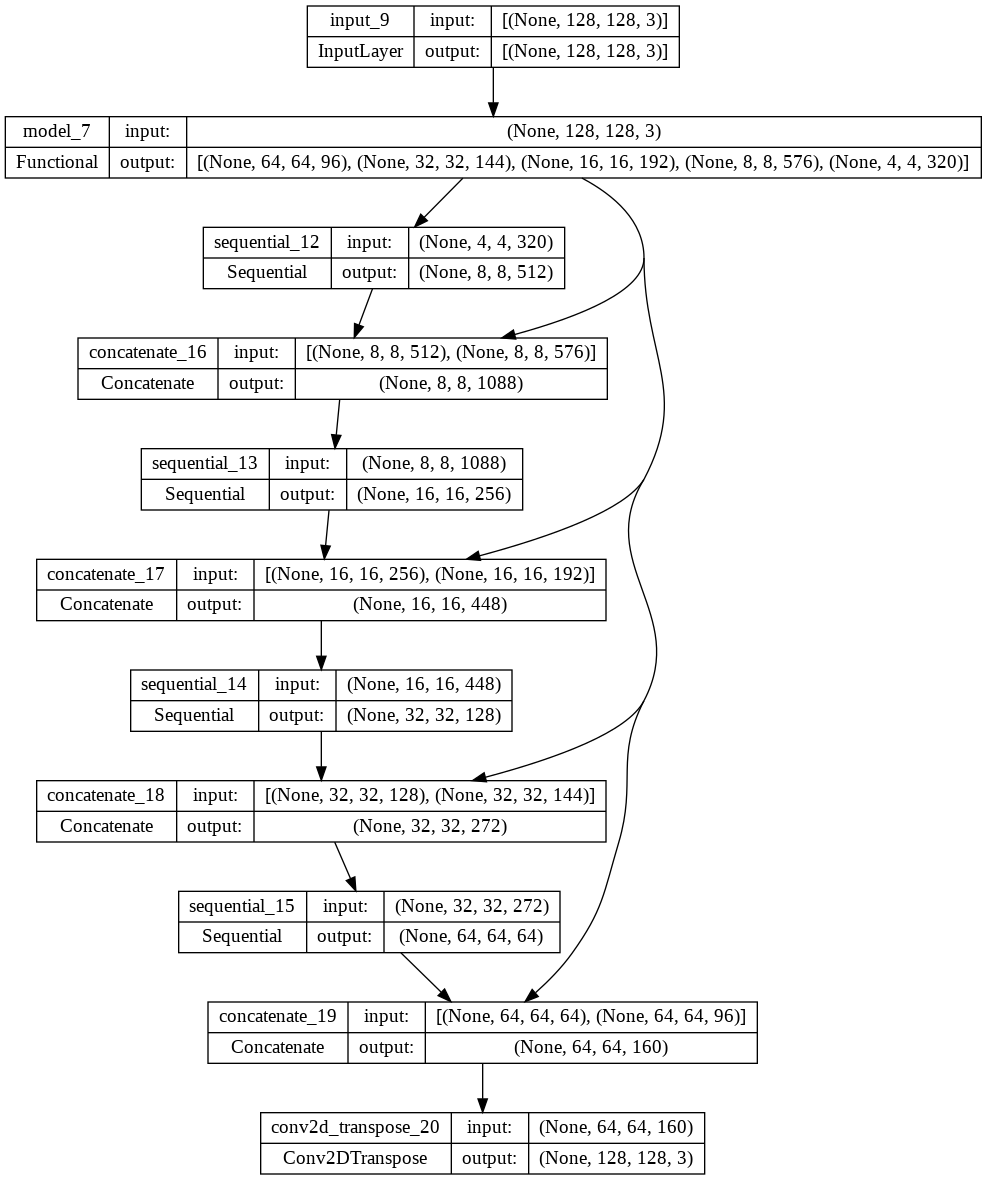 input_9 input: [(None, 128, 128, 3)]
InputLayer output: [(None, 128, 128, 3)]
model_7 input: (None, 128, 128, 3)
Functional output: [(None, 64, 64, 96), (None, 32, 32, 144), (None, 16, 16, 192), (None, 8, 8, 576), (None, 4, 4, 320)]
sequential_12 input: (None, 4, 4, 320)
Sequential output: (None, 8, 8, 512)
concatenate_16 input: [(None, 8, 8, 512), (None, 8, 8, 576)]
Concatenate output: (None, 8, 8, 1088)
sequential_13 input: (None, 8, 8, 1088)
Sequential output: (None, 16, 16, 256)
concatenate_17 input: [(None, 16, 16, 256), (None, 16, 16, 192)]
Concatenate output: (None, 16, 16, 448)
sequential_14 input: (None, 16, 16, 448)
Sequential output: (None, 32, 32, 128)
concatenate_18 input: [(None, 32, 32, 128), (None, 32, 32, 144)]
Concatenate output: (None, 32, 32, 272)
sequential_15 input: (None, 32, 32, 272)
Sequential output: (None, 64, 64, 64)
concatenate_19 input: [(None, 64, 64, 64), (None, 64, 64, 96)]
Concatenate output: (None, 64, 64, 160)
conv2d_transpose_20 input: (None, 64, 64, 160)
Conv2DTranspose output: (None, 128, 128, 3)